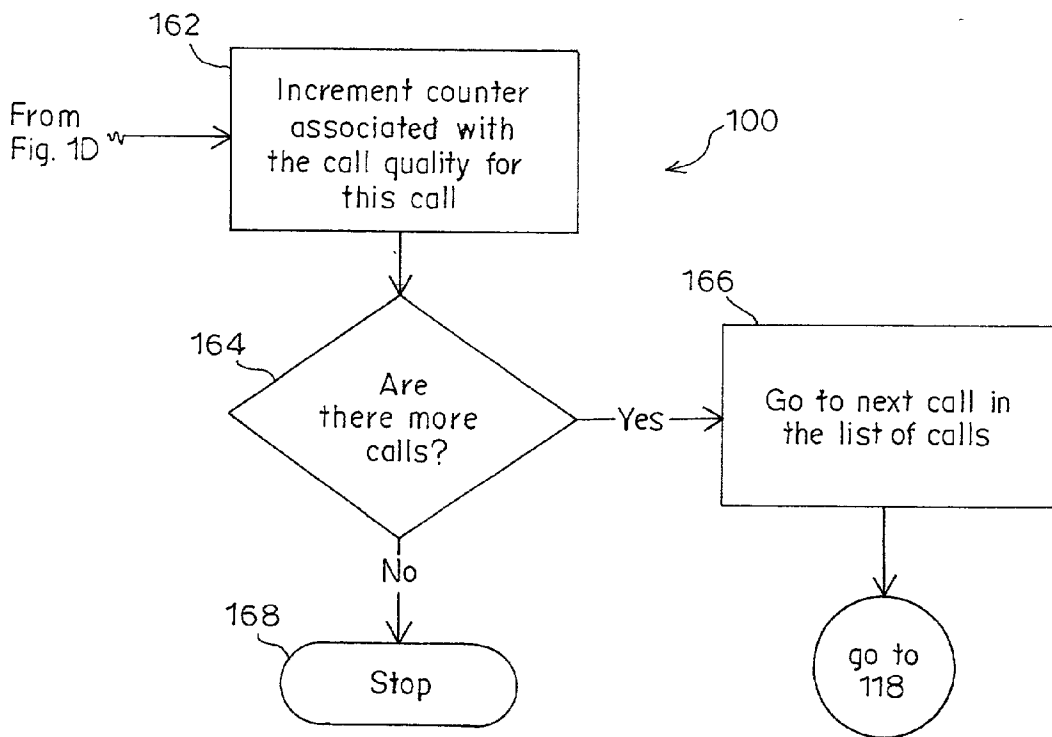 162
Increment counter
associated with
the call quality for
this call
From
Fig. 1D
100
166
164
Are
there more
calls?
Yes
Go to next call in
the list of calls
No
168
Stop
go to
118